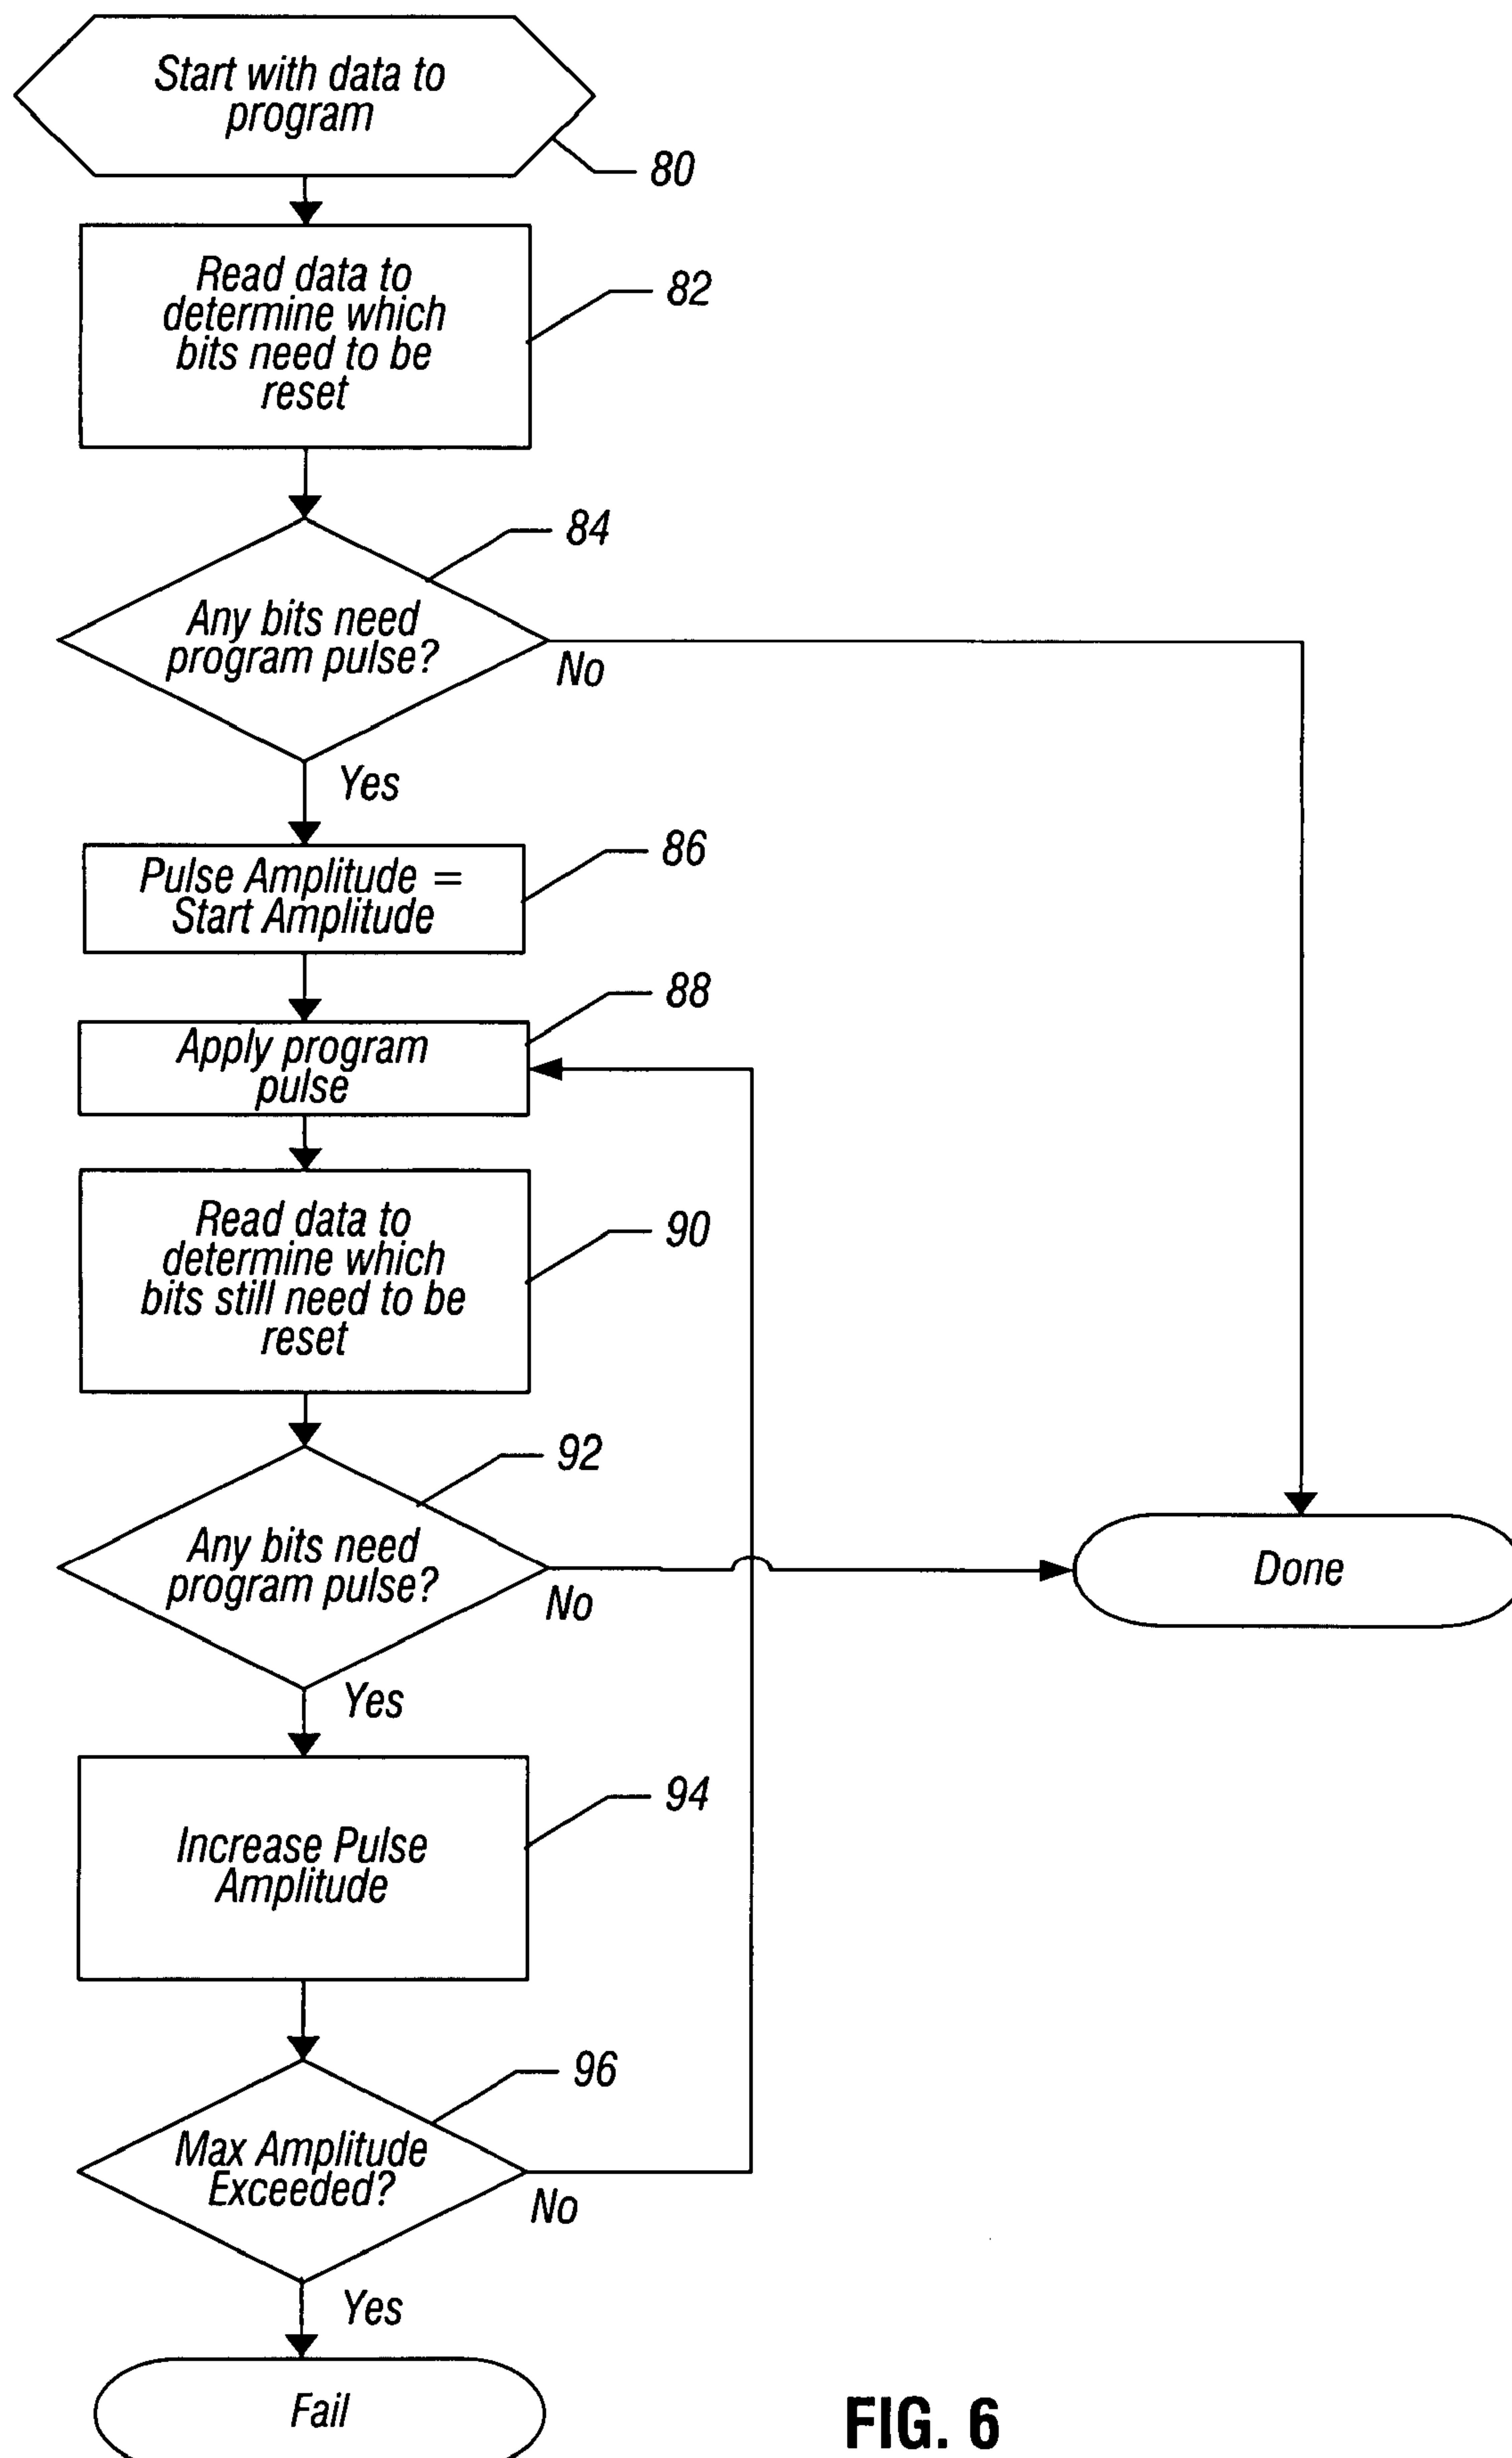 Start with data to
program
80
Read data to
determine which
bits need to be
reset
82
84
Any bits need
program pulse?
No
Yes
86
Pulse Amplitude =
Start Amplitude
88
Apply program
pulse
Read data to
determine which
bits still need to be
reset
90
92
Any bits need
program pulse?
No
Done
Yes
94
Increase Pulse
Amplitude
96
Max Amplitude
Exceeded?
No
Yes
Fail
FIG. 6